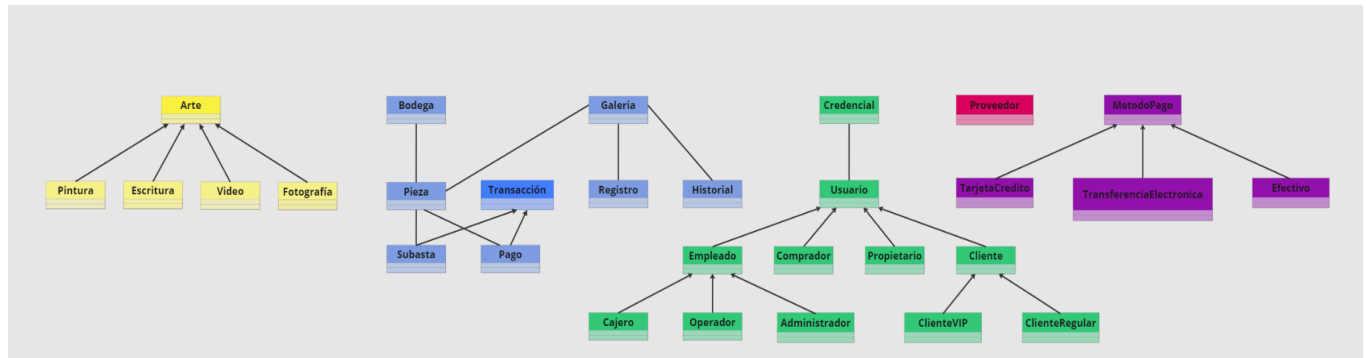 Arte
Bodega
Galeria
Credencial
Proveedor
MetodoPago
Pintura
Escritura
Video
Fotografía
Pieza
Transacción
Registro
Historial
Usuario
TarjetaCredito
TransferenciaElectronica
Efectivo
Subasta
Pago
Empleado
Comprador
Propietario
Cliente
Cajero
Operador
Administrador
ClienteVIP
ClienteRegular